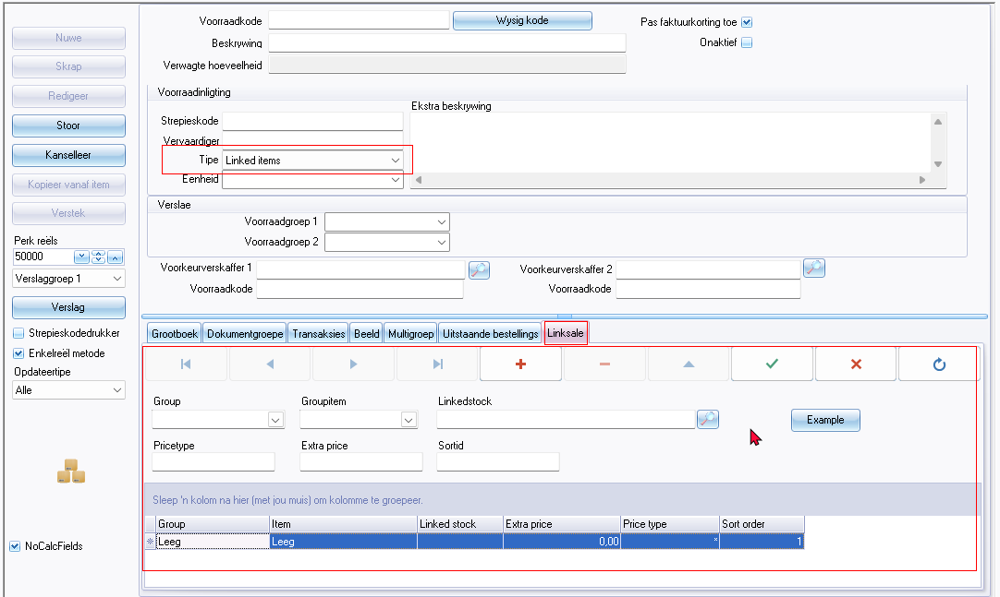 Nuwe
Skrap
Redigeer
Stoor
Kanselleer
Kopieer vanaf item
Verstek
Perk reëls
50000
Verslaggroep 1
Verslag
Strepieskodedrukker
Enkelreël metode
Opdateertipe
Alle
NoCalcFields
Voorraadkode
Wysig kode
Pas faktuurkorting toe
Beskrywing
Onaktief
Verwagte hoeveelheid
Voorraadinligting
Strepieskode
Ekstra beskrywing
Vervaardiger
Tipe Linked items
Eenheid
Verslae
Voorraadgroep 1
Voorraadgroep 2
Voorkeurverskaffer 1 Voorkeurverskaffer 2
Voorraadkode Voorraadkode
Grootboek Dokumentgroepe Transaksies Beeld Multigroep Uitstaande bestellings Linksale
Group Groupitem Linkedstock
Example
Pricetype Extra price Sortid
Sleep 'n kolom na hier (met jou muis) om kolomme te groepeer.
Group Item Linked stock Extra price Price type Sort order
Leeg Leeg 0,00 * 1